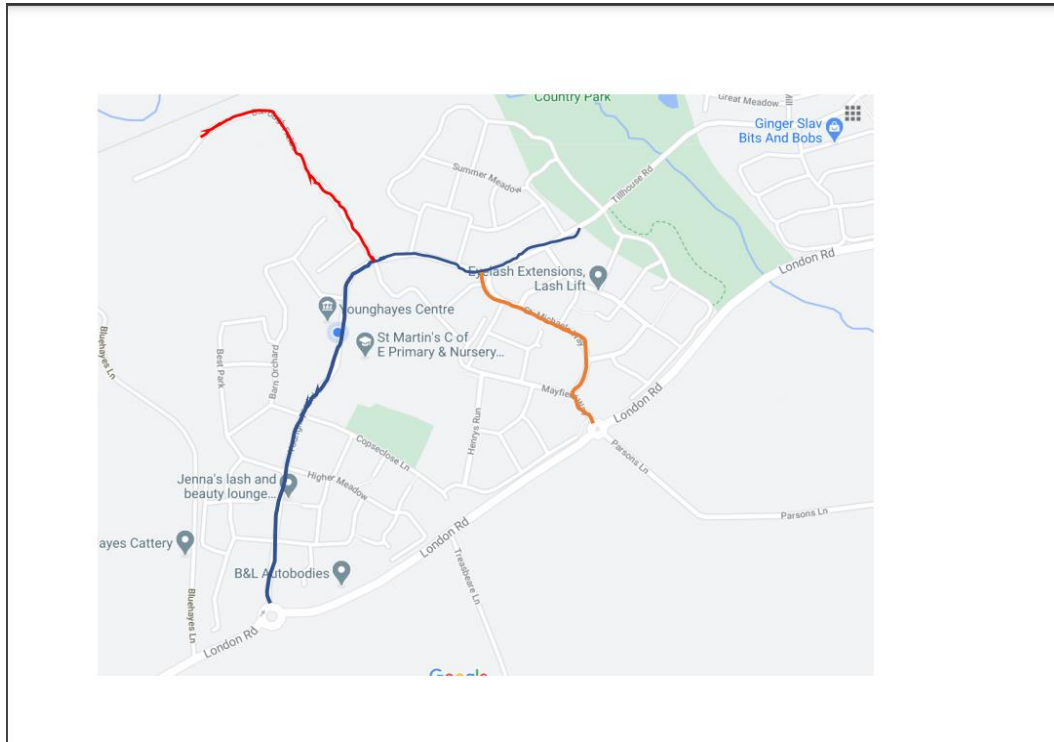 Country Park
Great Meadow
Mill
Ginger Slav
Bits And Bobs
Summer Meadow
Tillhouse Rd
London Rd
Eyelash Extensions,
Lash Lift
Younghayes Centre
St Martin's C of
E Primary & Nursery...
Bluehayes Ln
Best Park
Barn Orchard
Mayfield Way
London Rd
Henrys Run
Copseclose Ln
Parsons Ln
Jenna's lash and
beauty lounge...
Higher Meadow
Parsons Ln
London Rd
ayes Cattery
B&L Autobodies
Treasbeare Ln
Bluehayes Ln
London Rd
Google